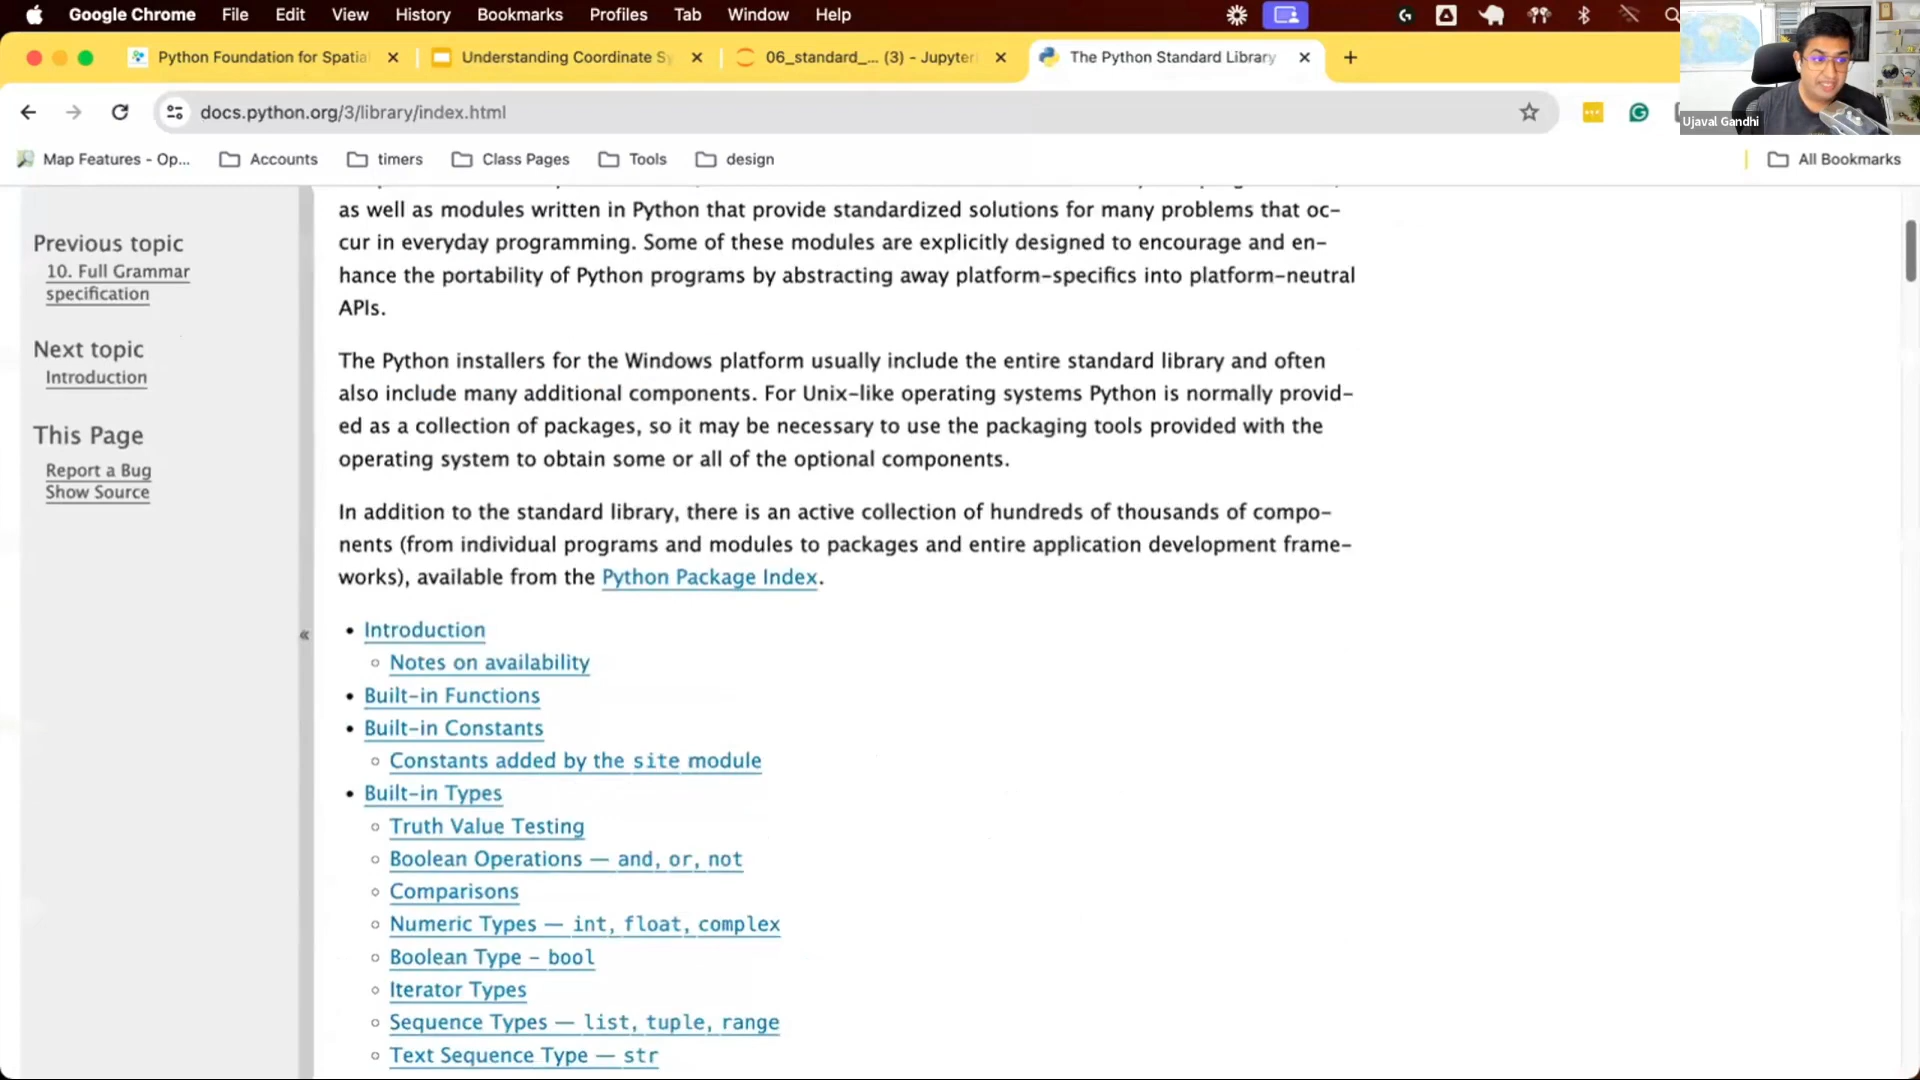 Google Chrome File Edit View History Bookmarks Profiles Tab Window Help
Python Foundation for Spatial
Understanding Coordinate Sy
06_standard_... (3) - Jupyter
The Python Standard Library
docs.python.org/3/library/index.html
Ujaval Gandhi
Map Features - Op... Accounts timers Class Pages Tools design All Bookmarks
Previous topic
10. Full Grammar
specification
Next topic
Introduction
This Page
Report a Bug
Show Source
«
as well as modules written in Python that provide standardized solutions for many problems that oc-
cur in everyday programming. Some of these modules are explicitly designed to encourage and en-
hance the portability of Python programs by abstracting away platform-specifics into platform-neutral
APIs.
The Python installers for the Windows platform usually include the entire standard library and often
also include many additional components. For Unix-like operating systems Python is normally provid-
ed as a collection of packages, so it may be necessary to use the packaging tools provided with the
operating system to obtain some or all of the optional components.
In addition to the standard library, there is an active collection of hundreds of thousands of compo-
nents (from individual programs and modules to packages and entire application development frame-
works), available from the Python Package Index.
• Introduction
◦ Notes on availability
• Built-in Functions
• Built-in Constants
◦ Constants added by the site module
• Built-in Types
◦ Truth Value Testing
◦ Boolean Operations — and, or, not
◦ Comparisons
◦ Numeric Types — int, float, complex
◦ Boolean Type - bool
◦ Iterator Types
◦ Sequence Types — list, tuple, range
◦ Text Sequence Type — str